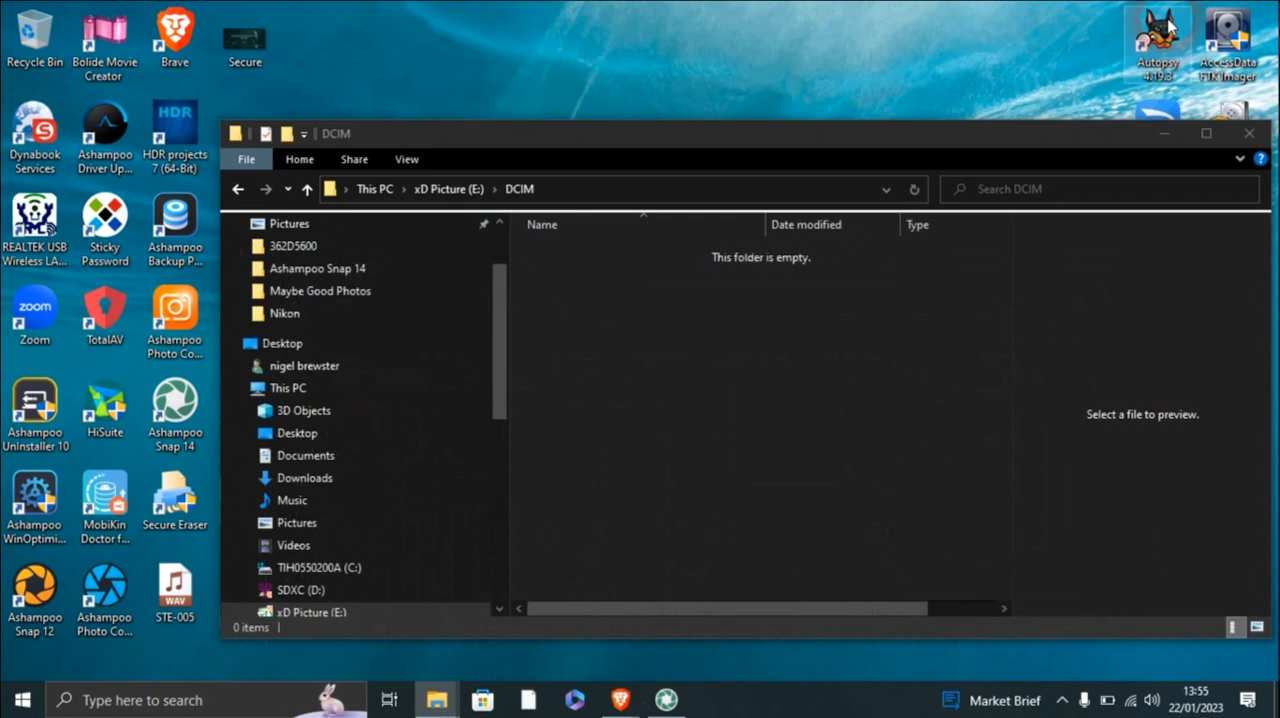 Recycle Bin
Bolide Movie
Creator
Brave
Secure
Autopsy
4.19.3
AccessData
FTK Imager
Dynabook
Services
Ashampoo
Driver Up...
HDR
HDR projects
7 (64-Bit)
REALTEK USB
Wireless LA...
Sticky
Password
Ashampoo
Backup P...
zoom
Zoom
TotalAV
Ashampoo
Photo Co...
Ashampoo
UnInstaller 10
HiSuite
Ashampoo
Snap 14
Ashampoo
WinOptimi...
MobiKin
Doctor f...
Secure Eraser
Ashampoo
Snap 12
Ashampoo
Photo Co...
WAV
STE-005
DCIM
File Home Share View
This PC > xD Picture (E:) > DCIM
Search DCIM
Pictures
362D5600
Ashampoo Snap 14
Maybe Good Photos
Nikon
Desktop
nigel brewster
This PC
3D Objects
Desktop
Documents
Downloads
Music
Pictures
Videos
TIH0550200A (C:)
SDXC (D:)
xD Picture (E:)
Name Date modified Type
This folder is empty.
Select a file to preview.
0 items
Type here to search
Market Brief
13:55
22/01/2023